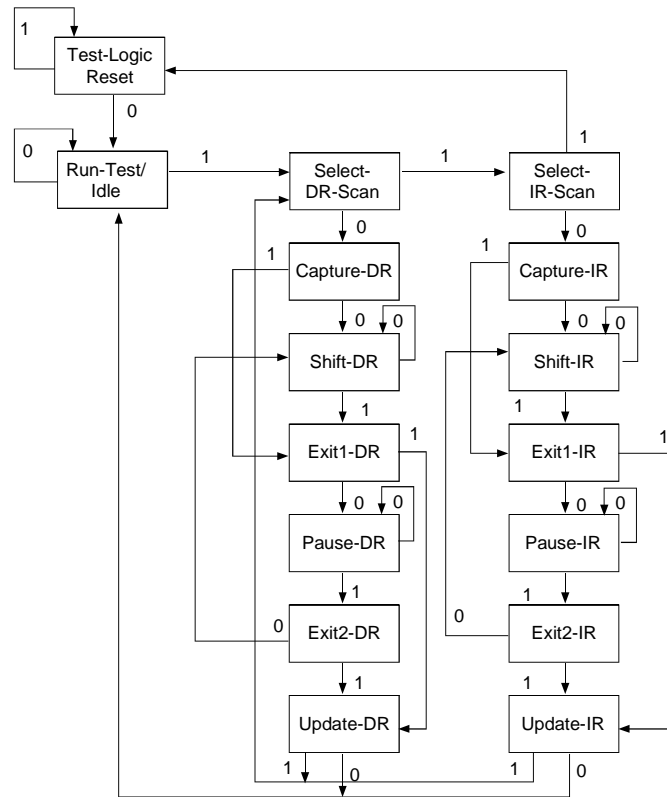 1
Test-Logic
Reset
0
1
0
Run-Test/
Idle
1
Select-
DR-Scan
1
Select-
IR-Scan
0
0
1
Capture-DR
1
Capture-IR
0
0
0
0
Shift-DR
Shift-IR
1
1
Exit1-DR
1
Exit1-IR
1
0
0
0
0
Pause-DR
Pause-IR
1
1
0
Exit2-DR
0
Exit2-IR
1
1
Update-DR
Update-IR
1
0
1
0